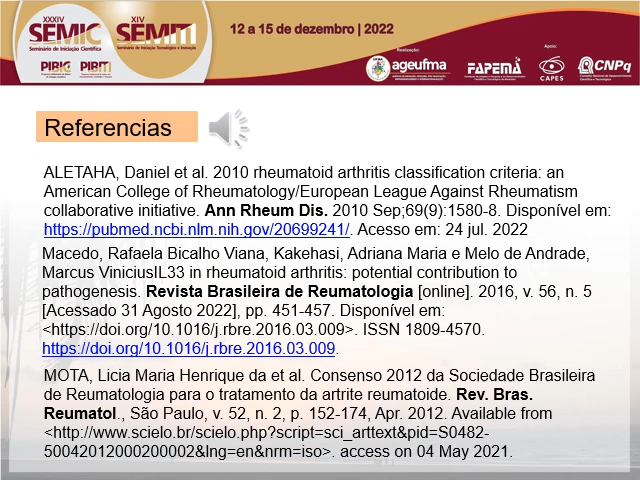 XXXIV
SEMIC
Seminário de Iniciação Científica
PIBIC
PIBITI
XIV
SEMITI
Seminário de Iniciação Tecnológica e Inovação
12 a 15 de dezembro | 2022
Realização:
ageufma
Apoio:
FAPEMA
CAPES
CNPq
Referencias
ALETAHA, Daniel et al. 2010 rheumatoid arthritis classification criteria: an
American College of Rheumatology/European League Against Rheumatism
collaborative initiative. Ann Rheum Dis. 2010 Sep;69(9):1580-8. Disponível em:
https://pubmed.ncbi.nlm.nih.gov/20699241/. Acesso em: 24 jul. 2022
Macedo, Rafaela Bicalho Viana, Kakehasi, Adriana Maria e Melo de Andrade,
Marcus ViniciusIL33 in rheumatoid arthritis: potential contribution to
pathogenesis. Revista Brasileira de Reumatologia [online]. 2016, v. 56, n. 5
[Acessado 31 Agosto 2022], pp. 451-457. Disponível em:
<https://doi.org/10.1016/j.rbre.2016.03.009>. ISSN 1809-4570.
https://doi.org/10.1016/j.rbre.2016.03.009.
MOTA, Licia Maria Henrique da et al. Consenso 2012 da Sociedade Brasileira
de Reumatologia para o tratamento da artrite reumatoide. Rev. Bras.
Reumatol., São Paulo, v. 52, n. 2, p. 152-174, Apr. 2012. Available from
<http://www.scielo.br/scielo.php?script=sci_arttext&pid=S0482-
50042012000200002&lng=en&nrm=iso>. access on 04 May 2021.